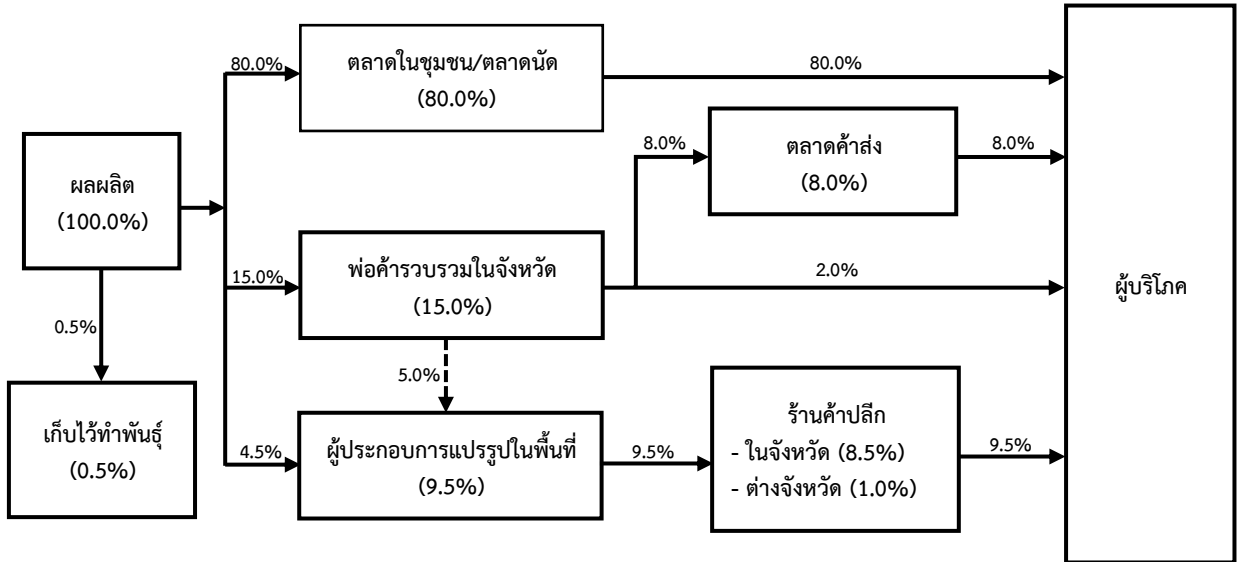 ผลผลิต
(100.0%)
0.5%
เก็บไว้ทำพันธุ์
(0.5%)
80.0%
ตลาดในชุมชน/ตลาดนัด
(80.0%)
80.0%
15.0%
พ่อค้ารวบรวมในจังหวัด
(15.0%)
8.0%
ตลาดค้าส่ง
(8.0%)
8.0%
2.0%
5.0%
4.5%
ผู้ประกอบการแปรรูปในพื้นที่
(9.5%)
9.5%
ร้านค้าปลีก
- ในจังหวัด (8.5%)
- ต่างจังหวัด (1.0%)
9.5%
ผู้บริโภค